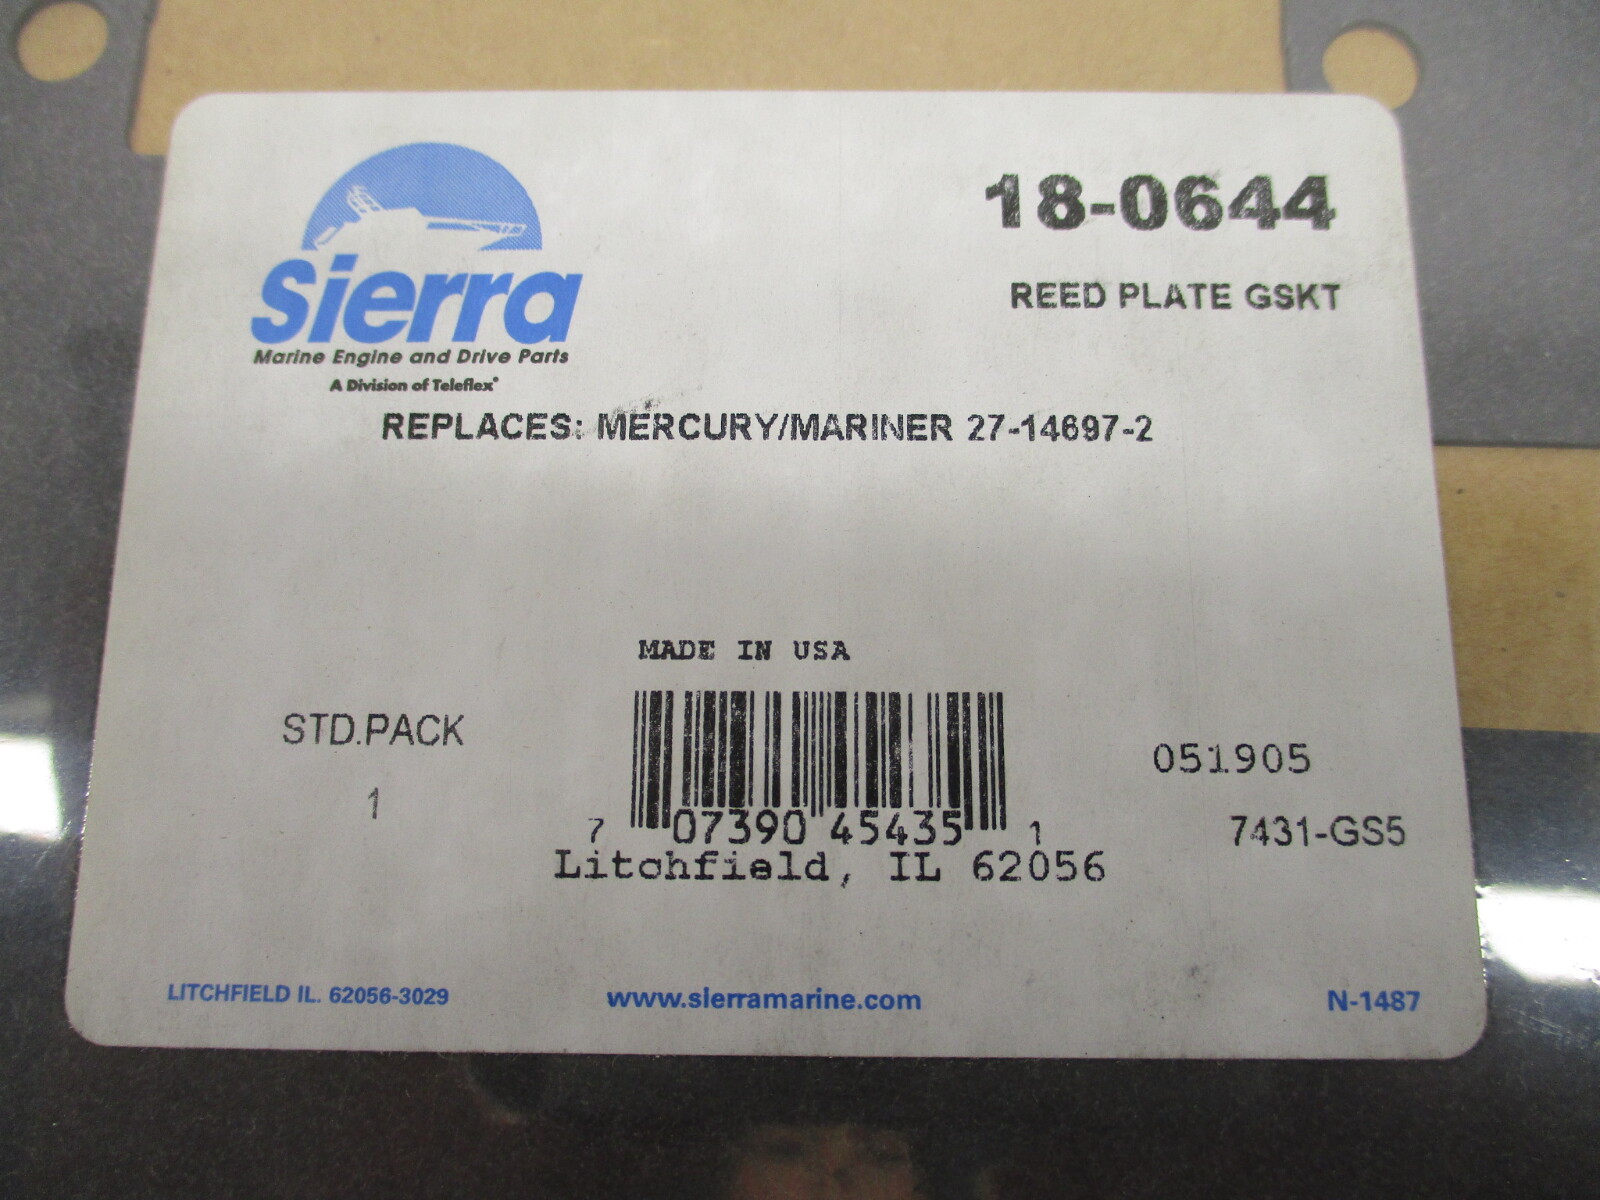 Sierra
Marine Engine and Drive Parts
A Division of Teleflex®
18-0644
REED PLATE GSKT
REPLACES: MERCURY/MARINER 27-14697-2
MADE IN USA
STD.PACK
1
7 07390 45435 1
Litchfield, IL 62056
051905
7431-GS5
LITCHFIELD IL. 62056-3029
www.sierramarine.com
N-1487